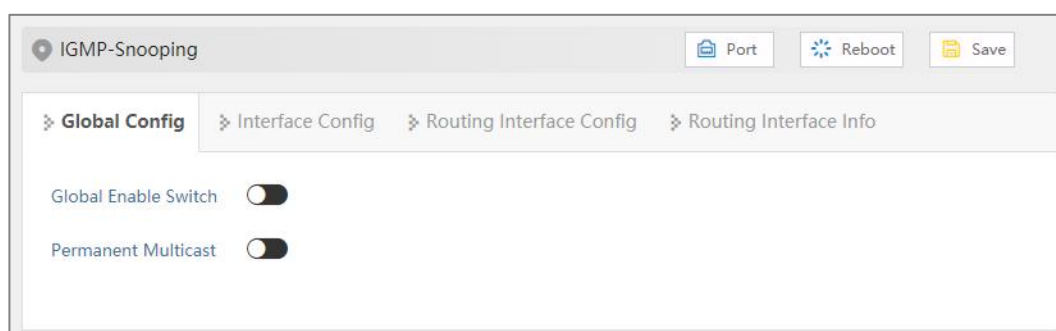 IGMP-Snooping Port Reboot Save
Global Config Interface Config Routing Interface Config Routing Interface Info
Global Enable Switch
Permanent Multicast